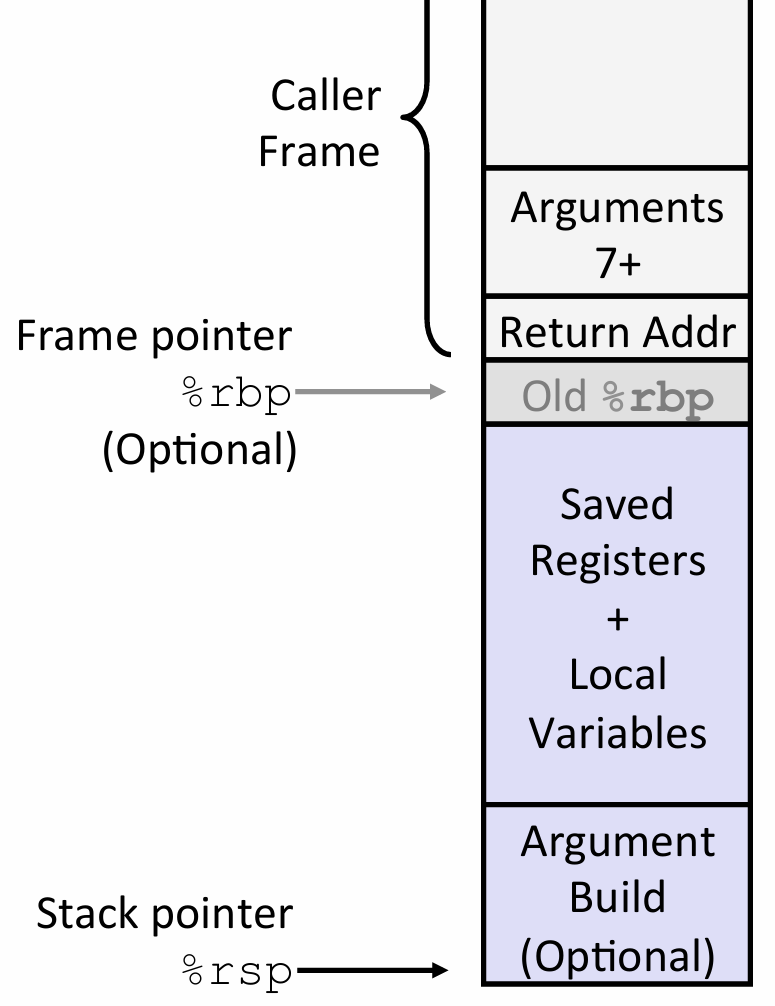 Caller
Frame
Arguments
7+
Frame pointer
%rbp
(Optional)
Return Addr
Old %rbp
Saved
Registers
+
Local
Variables
Argument
Build
(Optional)
Stack pointer
%rsp